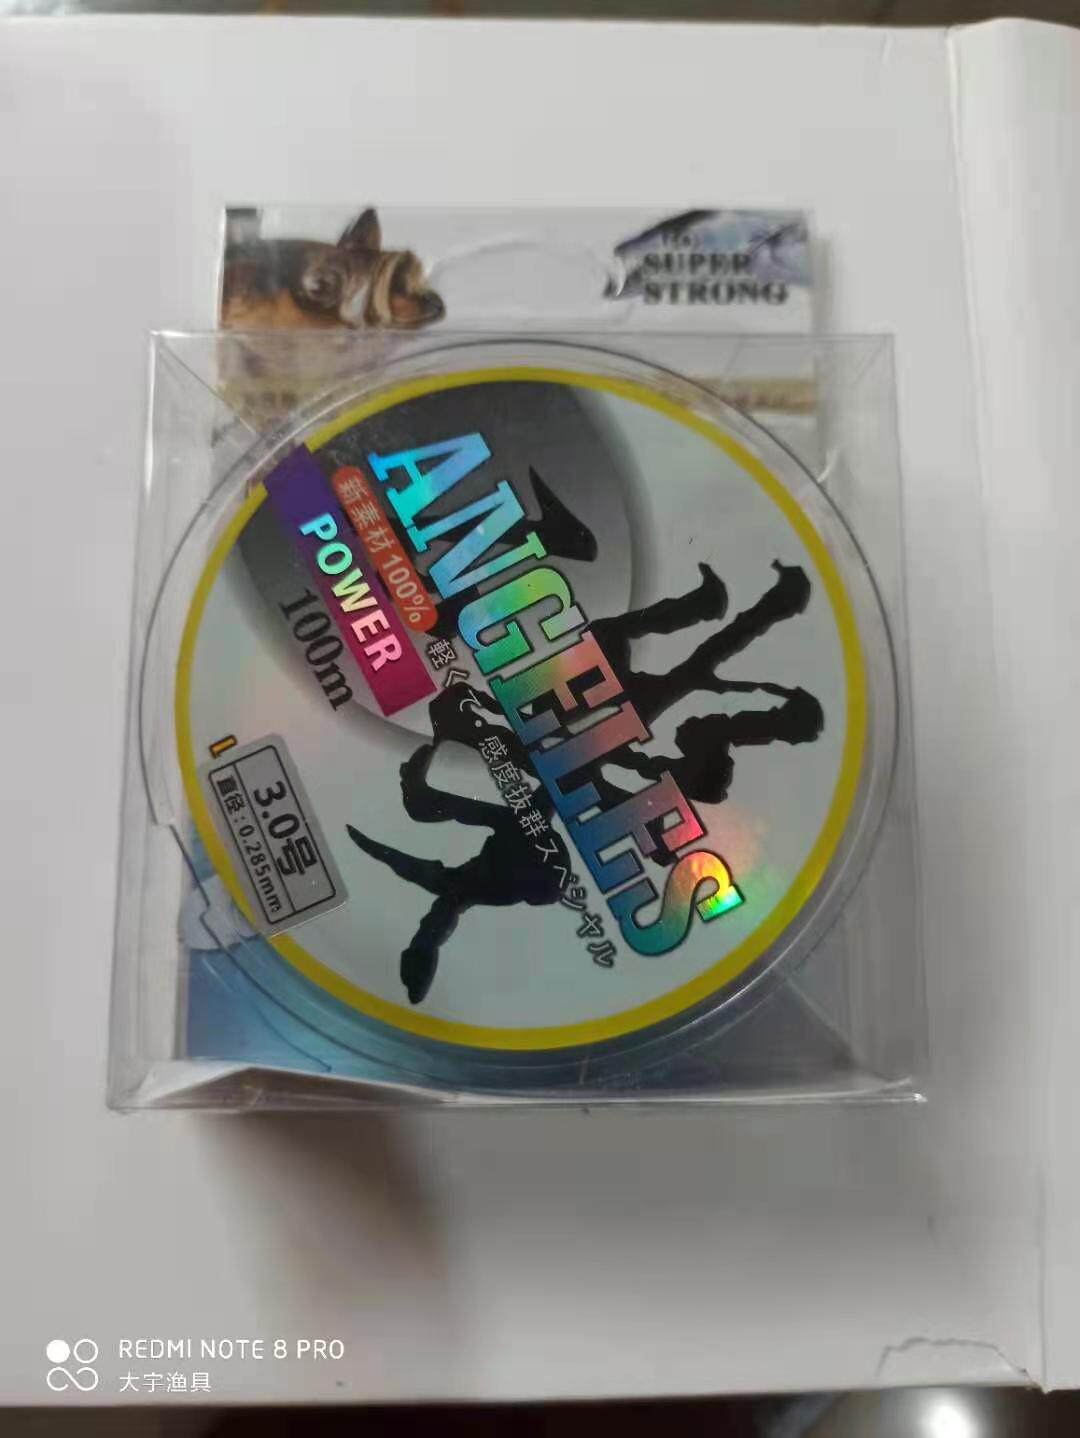 SUPER
STRONG
ANGELLES
新素材100%
POWER
100m
軽くて・感度抜群スペシャル
3.0号
直径:0.285mm
REDMI NOTE 8 PRO
大宇渔具